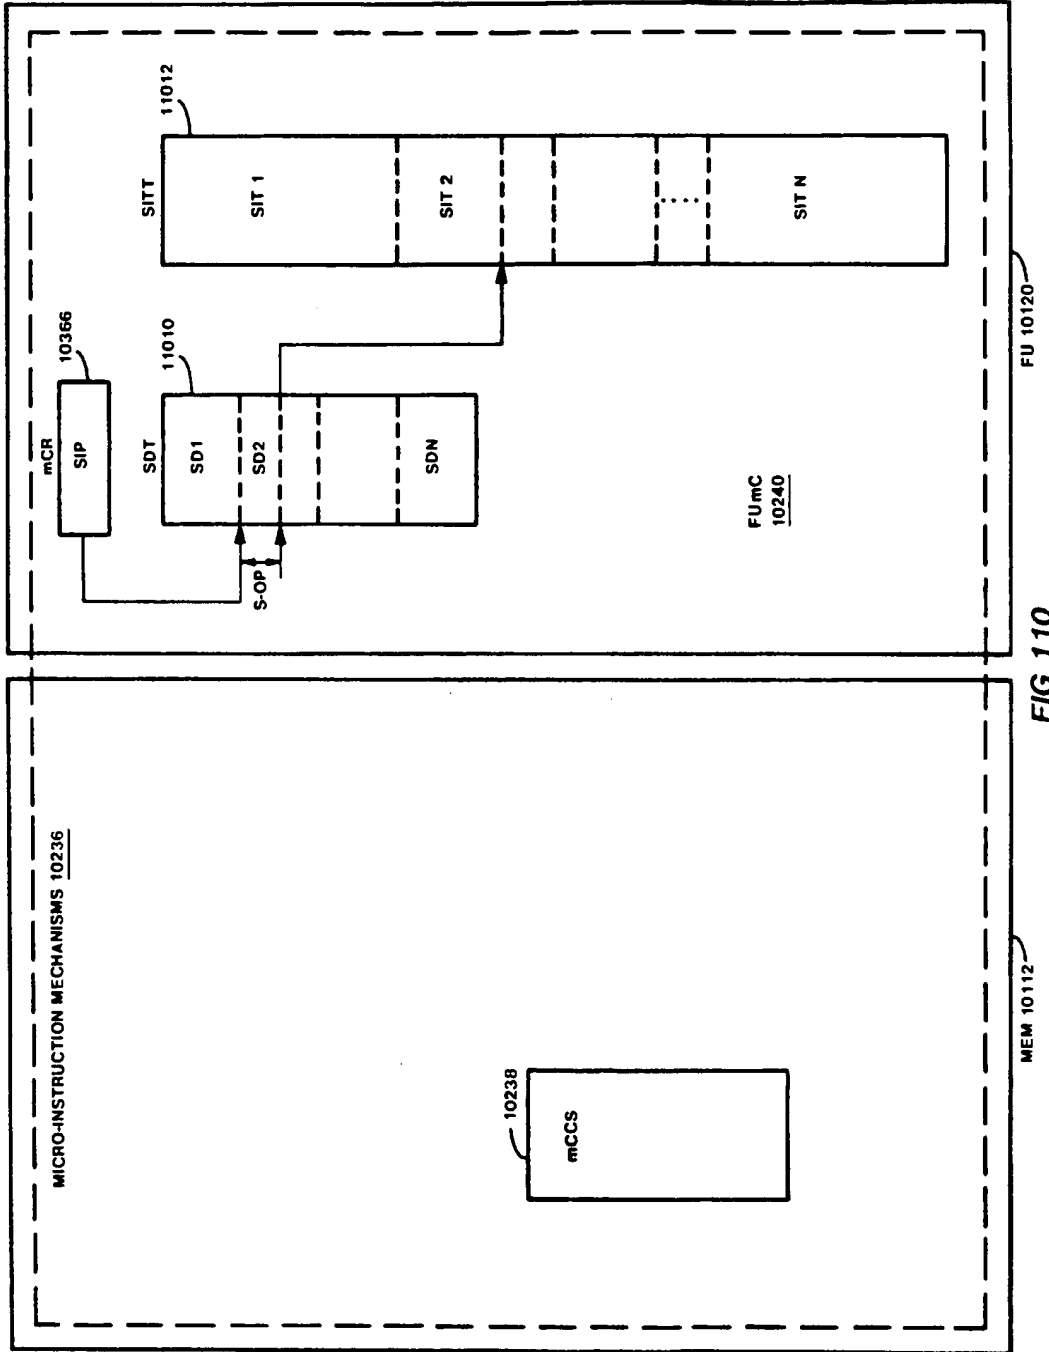 MICRO-INSTRUCTION MECHANISMS 10236
10238
mCCS
MEM 10112
mCR
10366
SIP
SDT
11010
SD1
SD2
SDN
S-OP
SITT
11012
SIT 1
SIT 2
SIT N
FUmC
10240
FU 10120
FIG 110